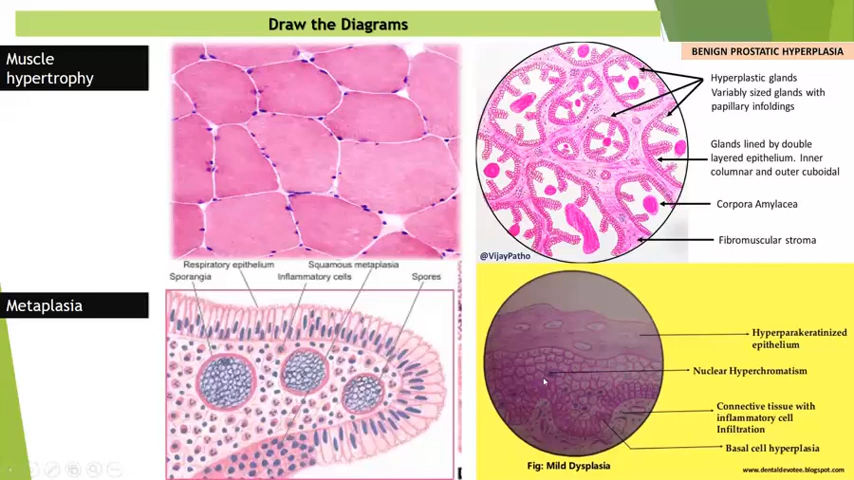 Draw the Diagrams
Muscle
hypertrophy
BENIGN PROSTATIC HYPERPLASIA
Hyperplastic glands
Variably sized glands with
papillary infoldings
Glands lined by double
layered epithelium. Inner
columnar and outer cuboidal
Corpora Amylacea
Fibromuscular stroma
@VijayPatho
Metaplasia
Respiratory epithelium
Squamous metaplasia
Sporangia
Inflammatory cells
Spores
Hyperparakeratinized
epithelium
Nuclear Hyperchromatism
Connective tissue with
inflammatory cell
Infiltration
Basal cell hyperplasia
Fig: Mild Dysplasia
www.dentaldevotee.blogspot.com